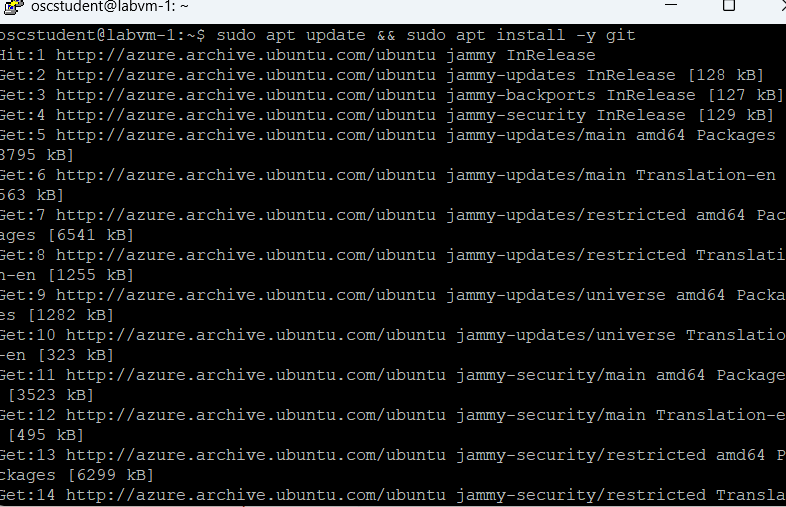 oscstudent@labvm-1: ~
oscstudent@labvm-1:~$ sudo apt update && sudo apt install -y git
Hit:1 http://azure.archive.ubuntu.com/ubuntu jammy InRelease
Get:2 http://azure.archive.ubuntu.com/ubuntu jammy-updates InRelease [128 kB]
Get:3 http://azure.archive.ubuntu.com/ubuntu jammy-backports InRelease [127 kB]
Get:4 http://azure.archive.ubuntu.com/ubuntu jammy-security InRelease [129 kB]
Get:5 http://azure.archive.ubuntu.com/ubuntu jammy-updates/main amd64 Packages
3795 kB]
Get:6 http://azure.archive.ubuntu.com/ubuntu jammy-updates/main Translation-en
563 kB]
Get:7 http://azure.archive.ubuntu.com/ubuntu jammy-updates/restricted amd64 Pac
ages [6541 kB]
Get:8 http://azure.archive.ubuntu.com/ubuntu jammy-updates/restricted Translati
n-en [1255 kB]
Get:9 http://azure.archive.ubuntu.com/ubuntu jammy-updates/universe amd64 Packa
es [1282 kB]
Get:10 http://azure.archive.ubuntu.com/ubuntu jammy-updates/universe Translatio
-en [323 kB]
Get:11 http://azure.archive.ubuntu.com/ubuntu jammy-security/main amd64 Package
[3523 kB]
Get:12 http://azure.archive.ubuntu.com/ubuntu jammy-security/main Translation-e
[495 kB]
Get:13 http://azure.archive.ubuntu.com/ubuntu jammy-security/restricted amd64 P
ckages [6299 kB]
Get:14 http://azure.archive.ubuntu.com/ubuntu jammy-security/restricted Transla